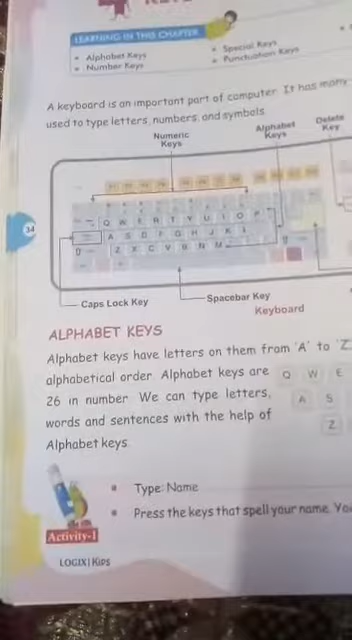 LEARNING IN THIS CHAPTER
• Alphabet Keys
• Number Keys
• Special Keys
• Punctuation Keys
A keyboard is an important part of computer. It has many
used to type letters, numbers, and symbols.
Numeric Keys
Alphabet Keys
Delete Key
Q W E R T Y U I O P
A S D F G H J K L
Z X C V B N M
34
Caps Lock Key
Spacebar Key
Keyboard
ALPHABET KEYS
Alphabet keys have letters on them from 'A' to 'Z
alphabetical order. Alphabet keys are
26 in number. We can type letters,
words and sentences with the help of
Alphabet keys.
Q W E
A S
Z
• Type: Name
• Press the keys that spell your name. You
Activity-1
LOGIX|KIPS